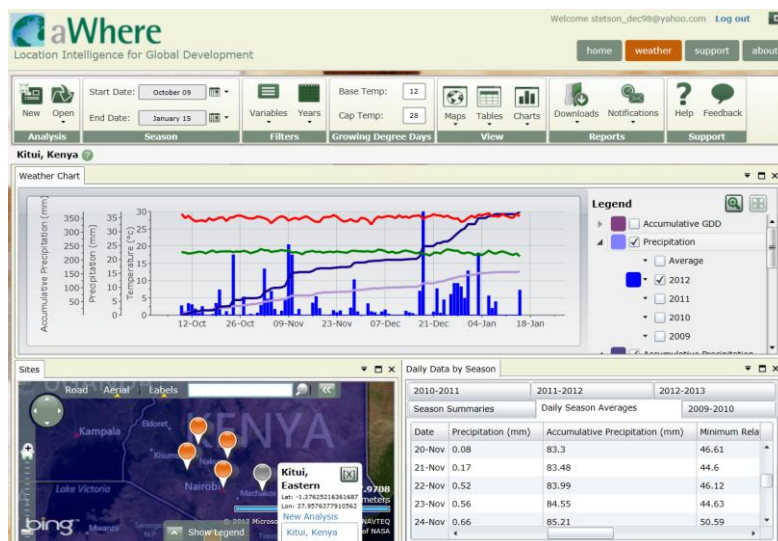 Welcome stetson_dec98@yahoo.com Log out
aWhere
Location Intelligence for Global Development
home weather support about
New Open
Analysis
Start Date: October 09
End Date: January 15
Season
Variables Years
Filters
Base Temp: 12
Cap Temp: 28
Growing Degree Days
Maps Tables Charts
View
Downloads Notifications
Reports
Help Feedback
Support
Kitui, Kenya
Weather Chart
Accumulative Precipitation (mm)
350
300
250
200
150
100
50
Precipitation (mm)
35
30
25
20
15
10
5
0
Temperature (°c)
30
25
20
15
10
5
0
12-Oct 26-Oct 09-Nov 23-Nov 07-Dec 21-Dec 04-Jan 18-Jan
Legend
Accumulative GDD
Precipitation
Average
2012
2011
2010
2009
Accumulative Precipitation
Sites
Road Aerial Labels
KENYA
Kampala
Eldoret
Kisumu
Nairobi
Machakos
Lake Victoria
Mwanza
bing
Show Legend
Kitui,
Eastern
Lat: -1.37625216361687
Lon: 37.9576377910562
New Analysis
Kitui, Kenya
.9708
meters
NAVTEQ
of NASA
Daily Data by Season
2010-2011 2011-2012 2012-2013
Season Summaries Daily Season Averages 2009-2010
Date Precipitation (mm) Accumulative Precipitation (mm) Minimum Rela
20-Nov 0.08 83.3 46.61
21-Nov 0.17 83.48 44.6
22-Nov 0.52 83.99 46.12
23-Nov 0.56 84.55 44.63
24-Nov 0.66 85.21 50.59